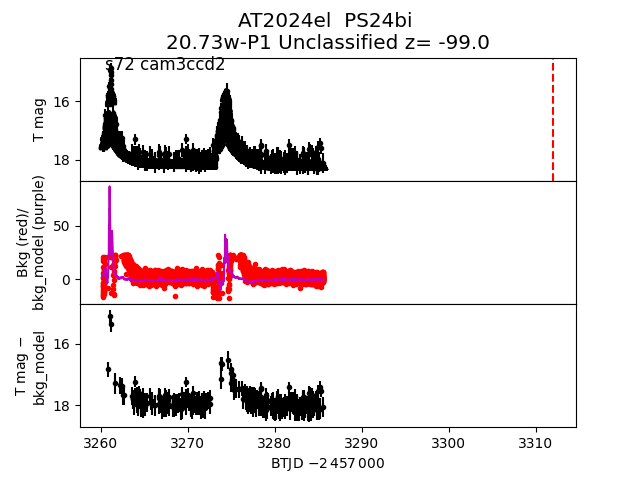 AT2024el  PS24bi
20.73w-P1 Unclassified z= -99.0
s72 cam3ccd2
T mag
16
18
Bkg (red)/
bkg_model (purple)
50
0
T mag −
bkg_model
16
18
3260 3270 3280 3290 3300 3310
BTJD −2 457 000